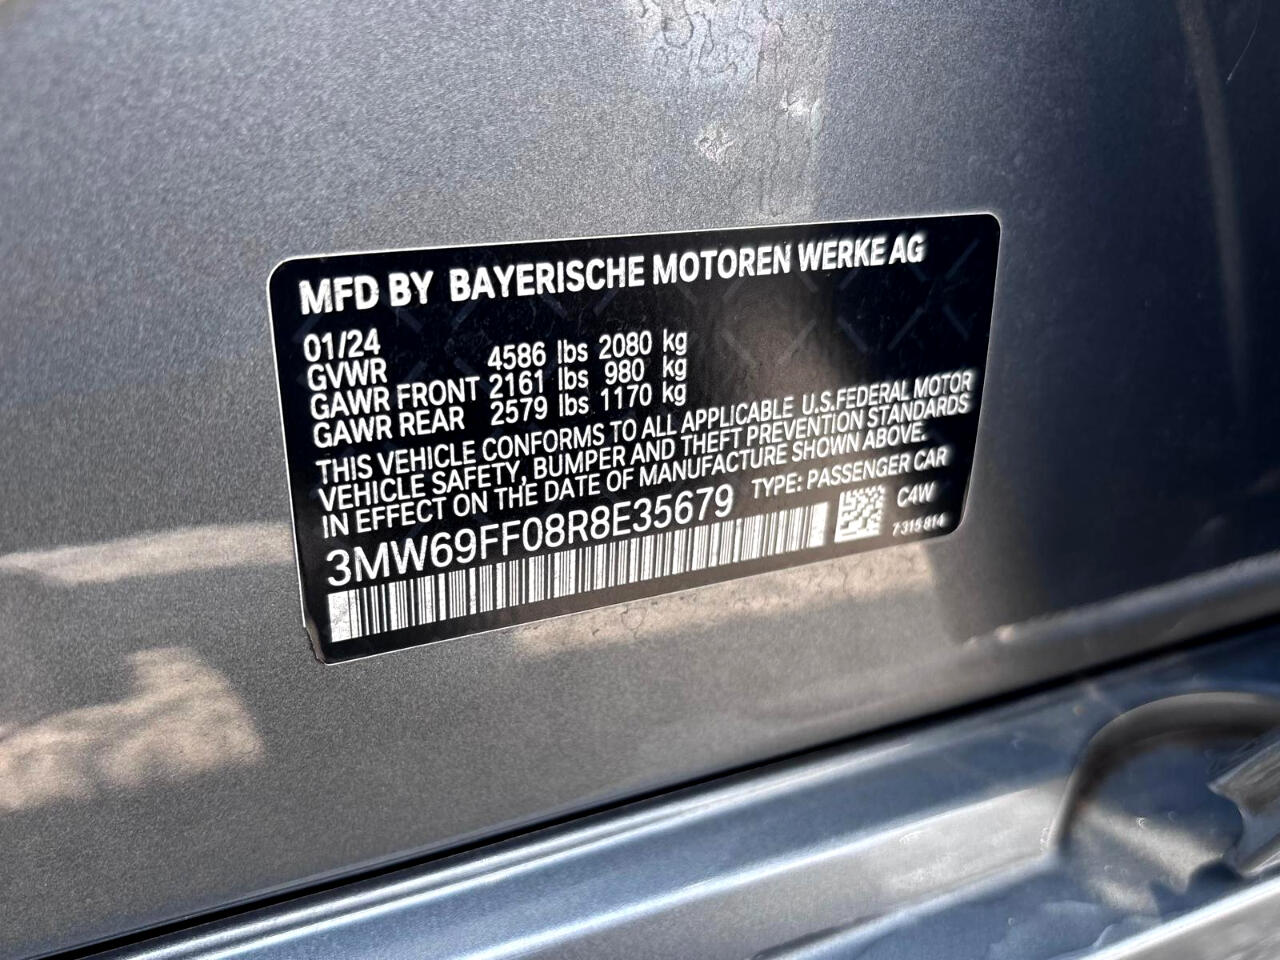 MFD BY BAYERISCHE MOTOREN WERKE AG
01/24
GVWR 4586 lbs 2080 kg
GAWR FRONT 2161 lbs 980 kg
GAWR REAR 2579 lbs 1170 kg
THIS VEHICLE CONFORMS TO ALL APPLICABLE U.S.FEDERAL MOTOR
VEHICLE SAFETY, BUMPER AND THEFT PREVENTION STANDARDS
IN EFFECT ON THE DATE OF MANUFACTURE SHOWN ABOVE.
3MW69FF08R8E35679 TYPE: PASSENGER CAR
C4W
7315814